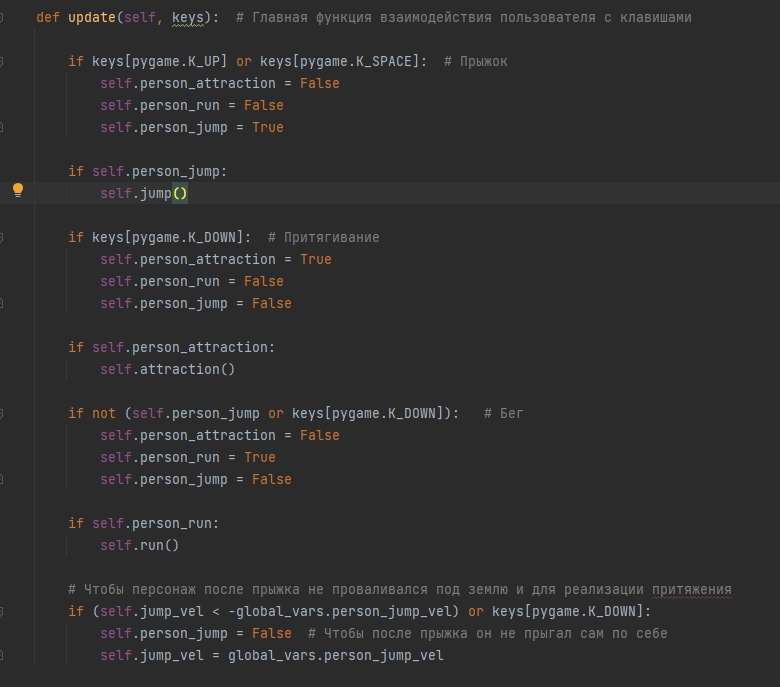 def update(self, keys):  # Главная функция взаимодействия пользователя с клавишами
if keys[pygame.K_UP] or keys[pygame.K_SPACE]:  # Прыжок
self.person_attraction = False
self.person_run = False
self.person_jump = True
if self.person_jump:
self.jump()
if keys[pygame.K_DOWN]:  # Притягивание
self.person_attraction = True
self.person_run = False
self.person_jump = False
if self.person_attraction:
self.attraction()
if not (self.person_jump or keys[pygame.K_DOWN]):   # Бег
self.person_attraction = False
self.person_run = True
self.person_jump = False
if self.person_run:
self.run()
# Чтобы персонаж после прыжка не проваливался под землю и для реализации притяжения
if (self.jump_vel < -global_vars.person_jump_vel) or keys[pygame.K_DOWN]:
self.person_jump = False  # Чтобы после прыжка он не прыгал сам по себе
self.jump_vel = global_vars.person_jump_vel